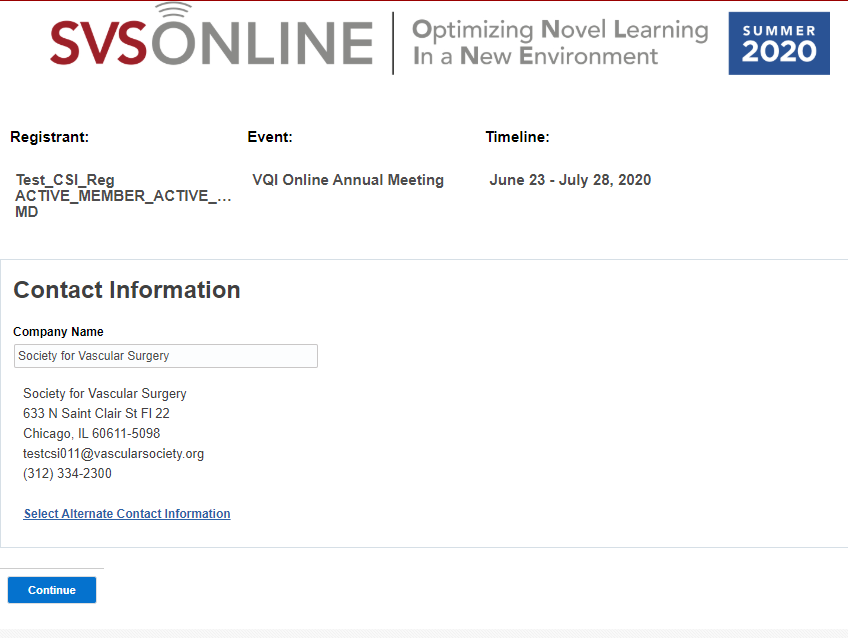 SVSONLINE
Optimizing Novel Learning
In a New Environment
SUMMER
2020
Registrant:
Event:
Timeline:
Test_CSI_Reg
ACTIVE_MEMBER_ACTIVE_...
MD
VQI Online Annual Meeting
June 23 - July 28, 2020
Contact Information
Company Name
Society for Vascular Surgery
Society for Vascular Surgery
633 N Saint Clair St Fl 22
Chicago, IL 60611-5098
testcsi011@vascularsociety.org
(312) 334-2300
Select Alternate Contact Information
Continue